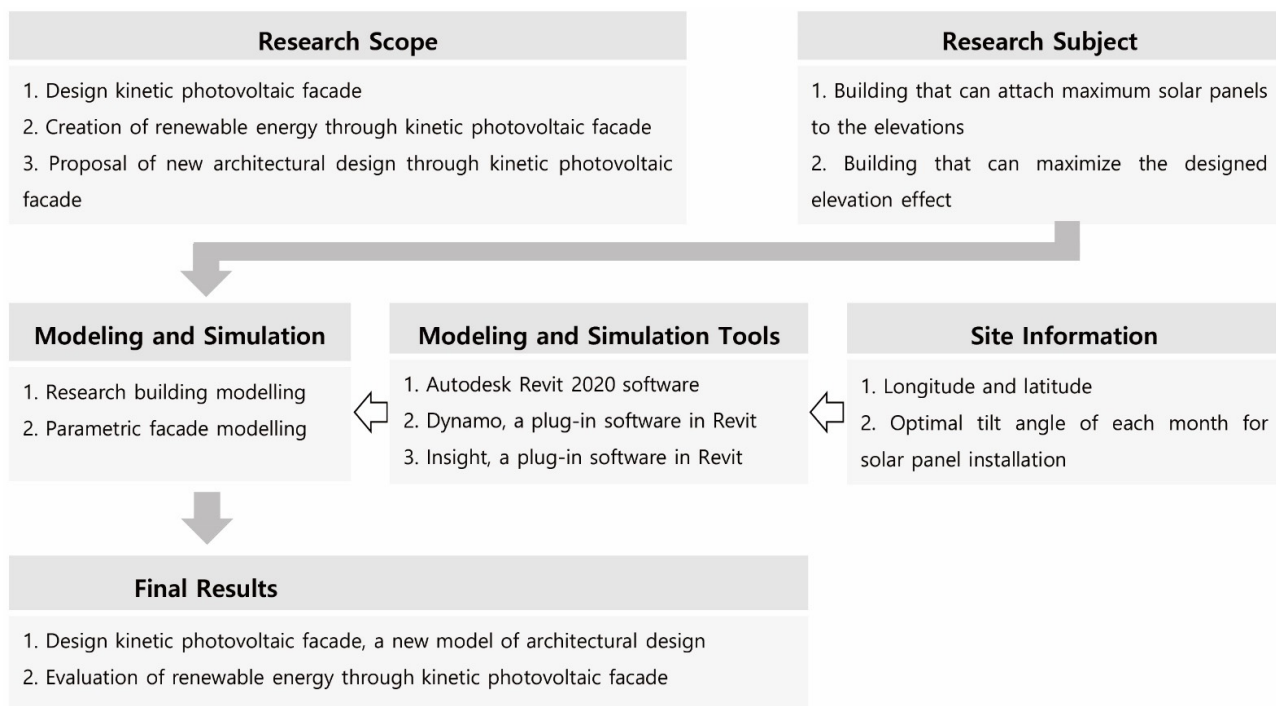 Research Scope
1. Design kinetic photovoltaic facade
2. Creation of renewable energy through kinetic photovoltaic facade
3. Proposal of new architectural design through kinetic photovoltaic
facade
Research Subject
1. Building that can attach maximum solar panels
to the elevations
2. Building that can maximize the designed
elevation effect
Modeling and Simulation
1. Research building modelling
2. Parametric facade modelling
Modeling and Simulation Tools
1. Autodesk Revit 2020 software
2. Dynamo, a plug-in software in Revit
3. Insight, a plug-in software in Revit
Site Information
1. Longitude and latitude
2. Optimal tilt angle of each month for
solar panel installation
Final Results
1. Design kinetic photovoltaic facade, a new model of architectural design
2. Evaluation of renewable energy through kinetic photovoltaic facade